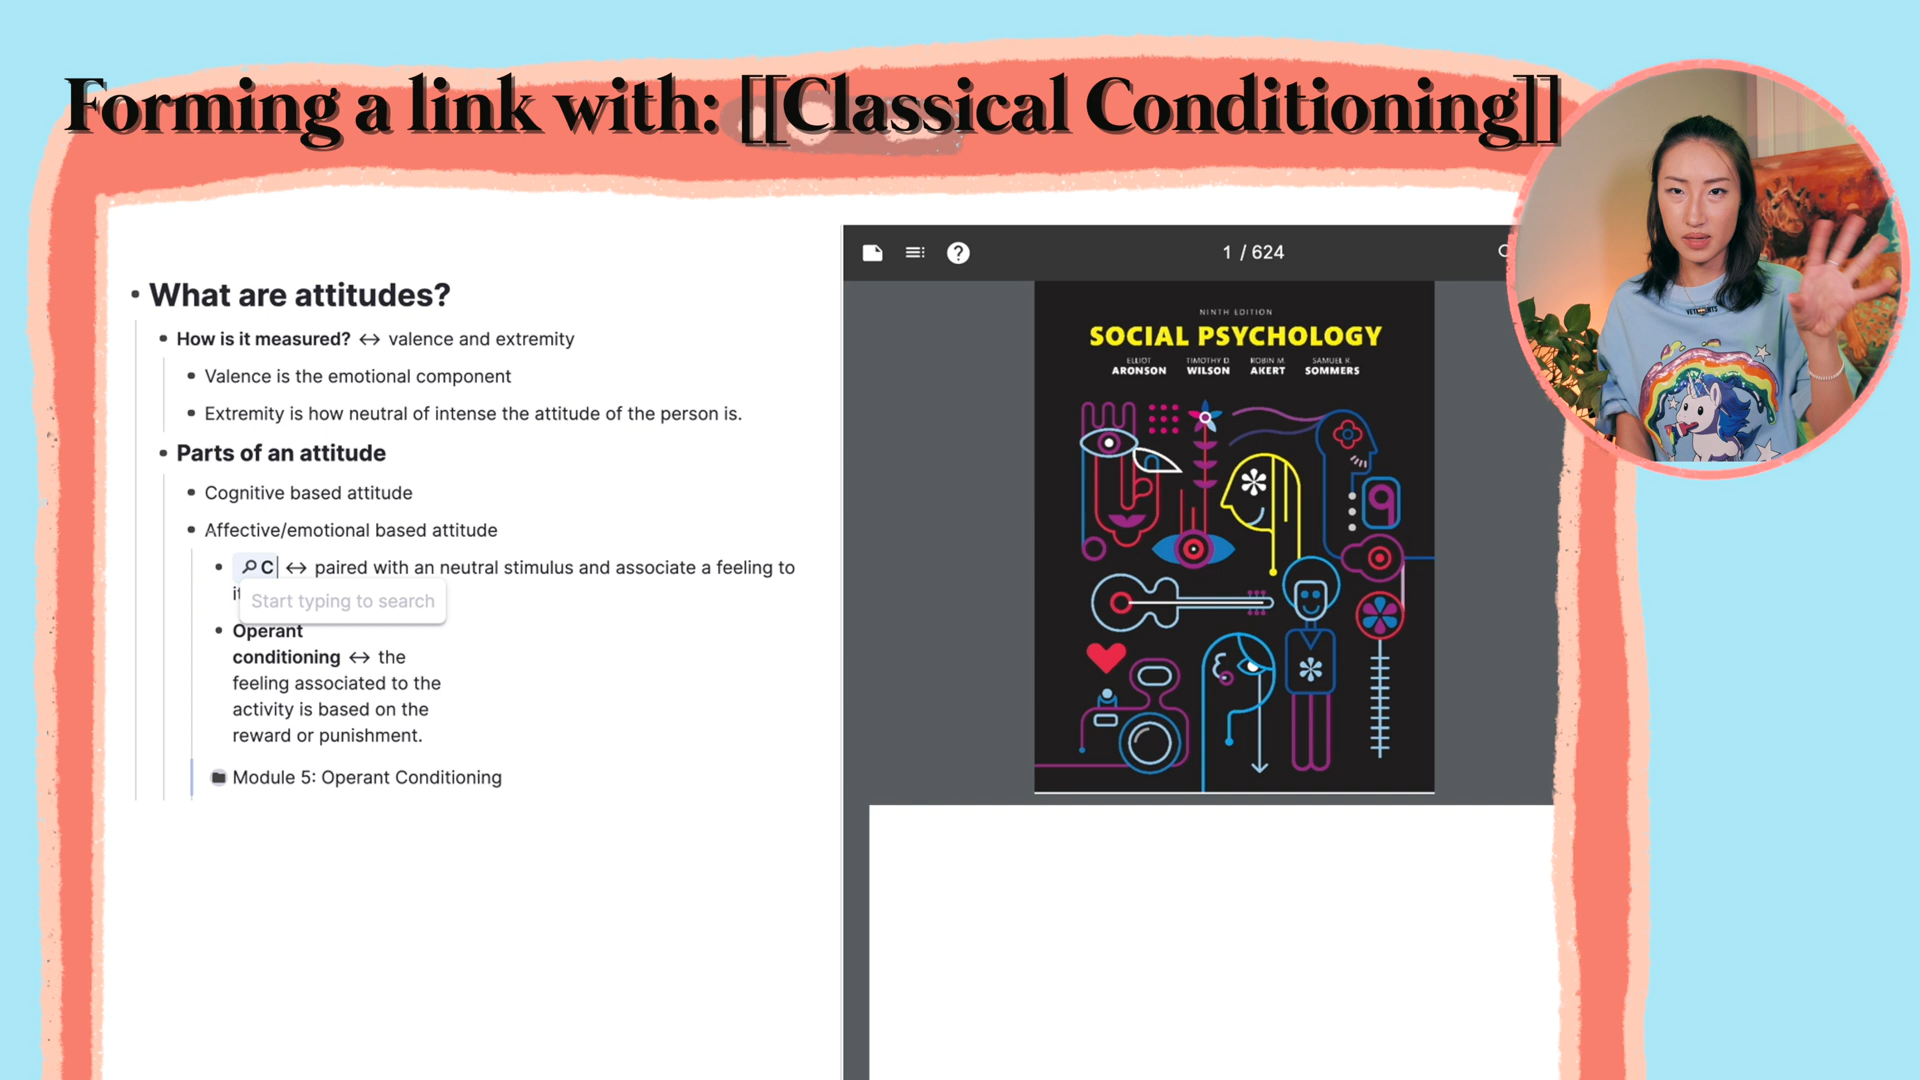 Forming a link with: [[Classical Conditioning]]
What are attitudes?
How is it measured? ↔ valence and extremity
Valence is the emotional component
Extremity is how neutral of intense the attitude of the person is.
Parts of an attitude
Cognitive based attitude
Affective/emotional based attitude
C ↔ paired with an neutral stimulus and associate a feeling to
Start typing to search
Operant
conditioning ↔ the
feeling associated to the
activity is based on the
reward or punishment.
Module 5: Operant Conditioning
1 / 624
NINTH EDITION
SOCIAL PSYCHOLOGY
ELLIOT ARONSON
TIMOTHY D. WILSON
ROBIN M. AKERT
SAMUEL R. SOMMERS
9